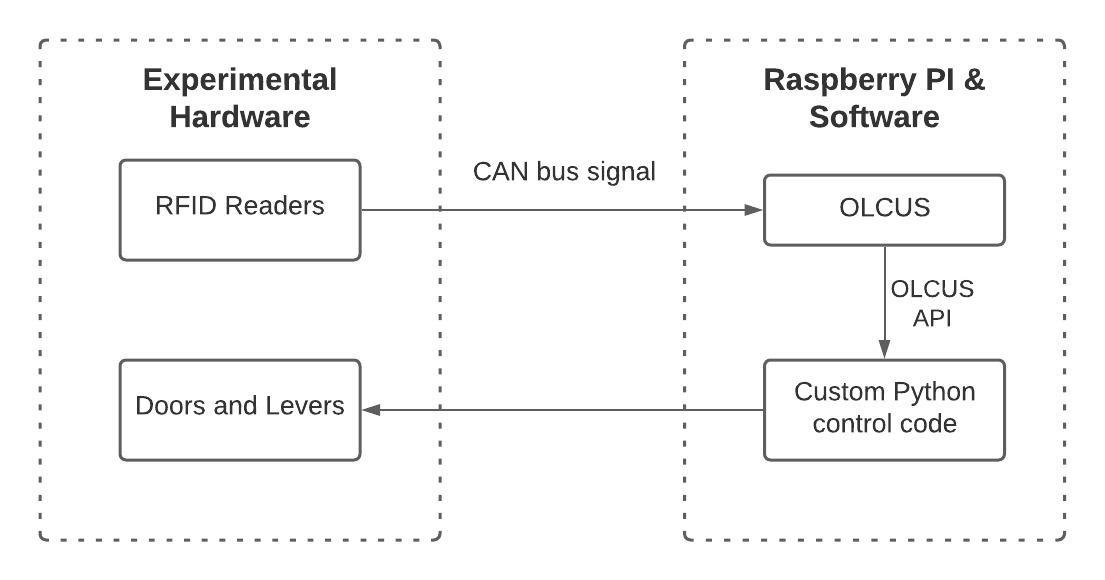 Experimental
Hardware
RFID Readers
Doors and Levers
CAN bus signal
Raspberry PI &
Software
OLCUS
OLCUS
API
Custom Python
control code